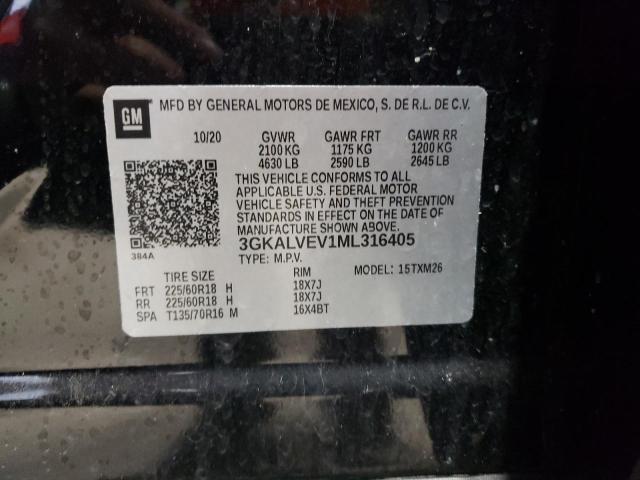 GM
MFD BY GENERAL MOTORS DE MEXICO, S. DE R.L. DE C.V.
10/20 GVWR GAWR FRT GAWR RR
2100 KG 1175 KG 1200 KG
4630 LB 2590 LB 2645 LB
THIS VEHICLE CONFORMS TO ALL
APPLICABLE U.S. FEDERAL MOTOR
VEHICLE SAFETY AND THEFT PREVENTION
STANDARDS IN EFFECT ON THE DATE OF
MANUFACTURE SHOWN ABOVE.
384A
3GKALVEV1ML316405
TYPE: M.P.V.
TIRE SIZE RIM MODEL: 15TXM26
FRT 225/60R18 H 18X7J
RR 225/60R18 H 18X7J
SPA T135/70R16 M 16X4BT